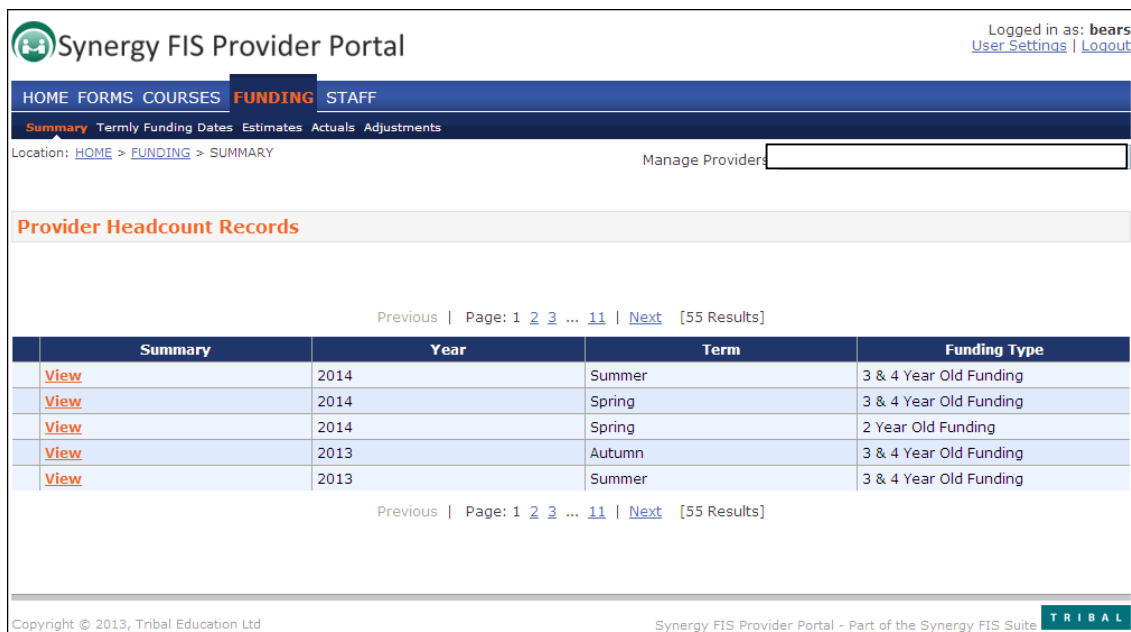 Synergy FIS Provider Portal
Logged in as: bears
User Settings | Logout
HOME FORMS COURSES FUNDING STAFF
Summary Termly Funding Dates Estimates Actuals Adjustments
Location: HOME > FUNDING > SUMMARY
Manage Providers
Provider Headcount Records
Previous | Page: 1 2 3 ... 11 | Next [55 Results]
Summary Year Term Funding Type
View 2014 Summer 3 & 4 Year Old Funding
View 2014 Spring 3 & 4 Year Old Funding
View 2014 Spring 2 Year Old Funding
View 2013 Autumn 3 & 4 Year Old Funding
View 2013 Summer 3 & 4 Year Old Funding
Previous | Page: 1 2 3 ... 11 | Next [55 Results]
Copyright © 2013, Tribal Education Ltd
Synergy FIS Provider Portal - Part of the Synergy FIS Suite
TRIBAL